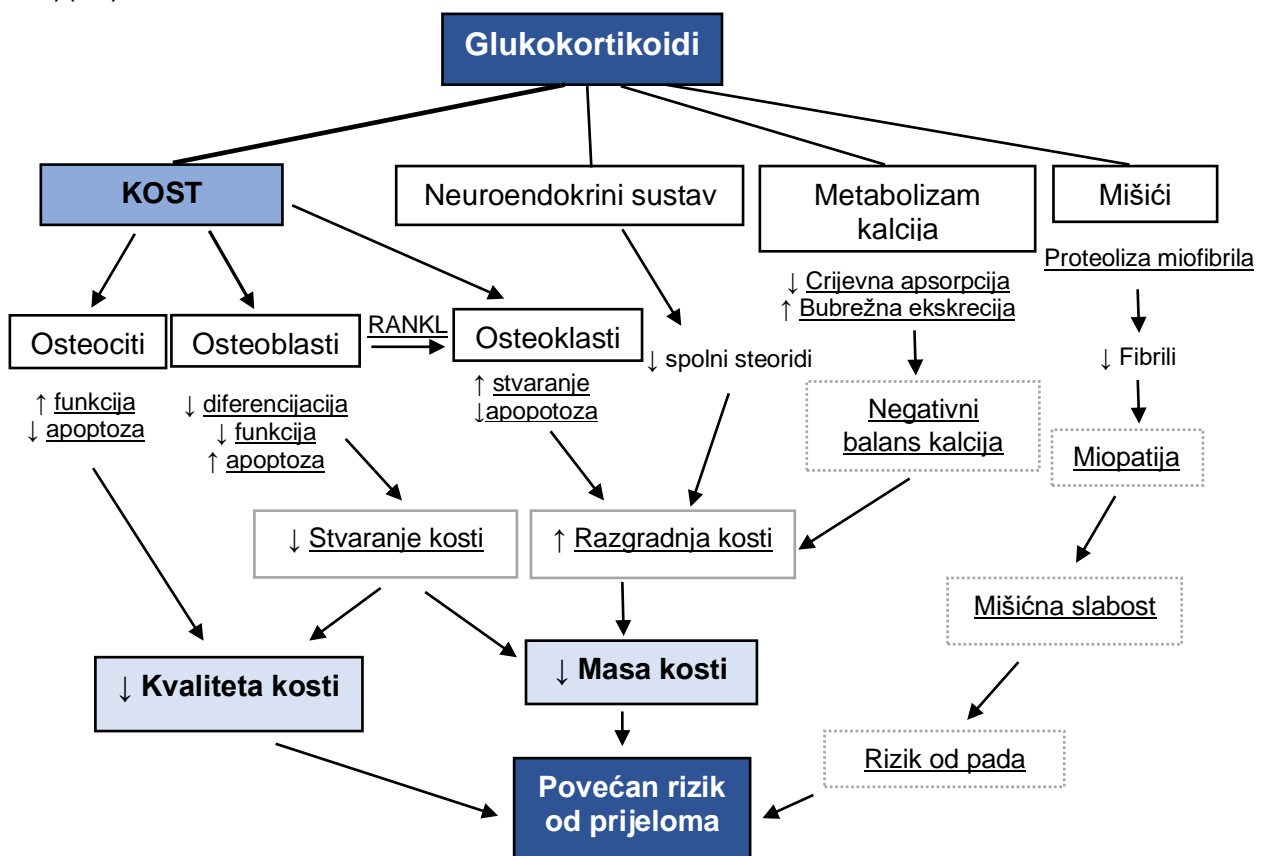 Glukokortikoidi
KOST
Neuroendokrini sustav
Metabolizam
kalcija
Mišići
Proteoliza miofibrila
↓ Crijevna apsorpcija
↑ Bubrežna ekskrecija
Osteociti
Osteoblasti
RANKL
Osteoklasti
↓ spolni steoridi
↓ Fibrili
↑ funkcija
↓ apoptoza
↓ diferencijacija
↓ funkcija
↑ apoptoza
↑ stvaranje
↓apopotoza
Negativni
balans kalcija
Miopatija
↓ Stvaranje kosti
↑ Razgradnja kosti
Mišićna slabost
↓ Kvaliteta kosti
↓ Masa kosti
Rizik od pada
Povećan rizik
od prijeloma